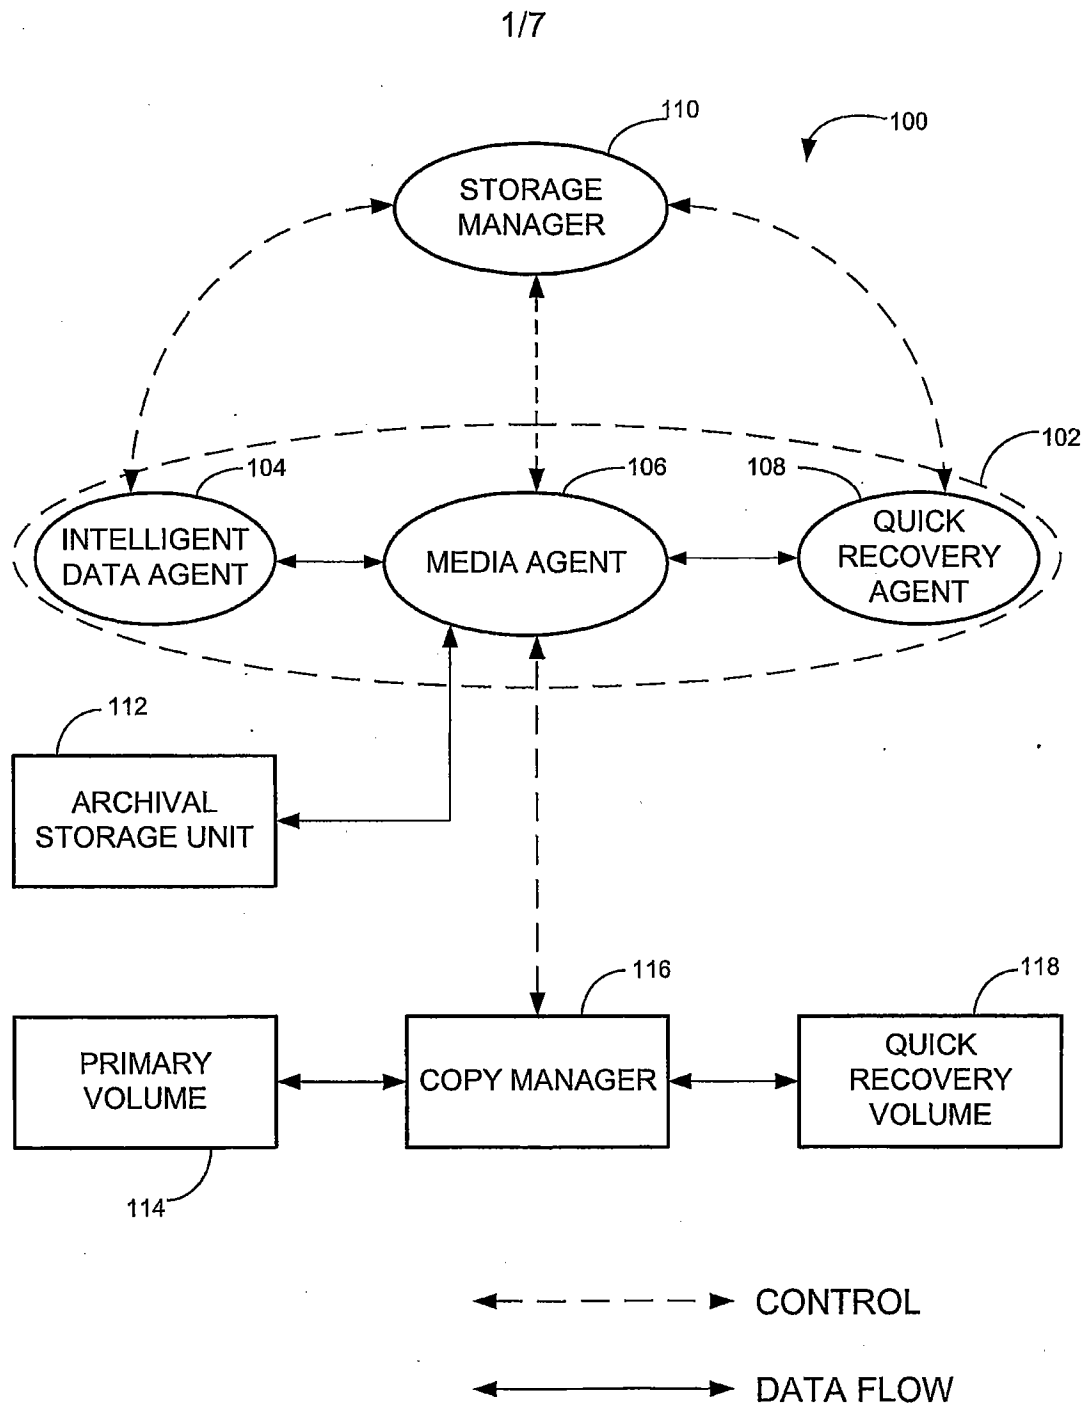 1/7
110
100
STORAGE
MANAGER
102
104
106
108
INTELLIGENT
DATA AGENT
MEDIA AGENT
QUICK
RECOVERY
AGENT
112
ARCHIVAL
STORAGE UNIT
116
118
PRIMARY
VOLUME
COPY MANAGER
QUICK
RECOVERY
VOLUME
114
CONTROL
DATA FLOW